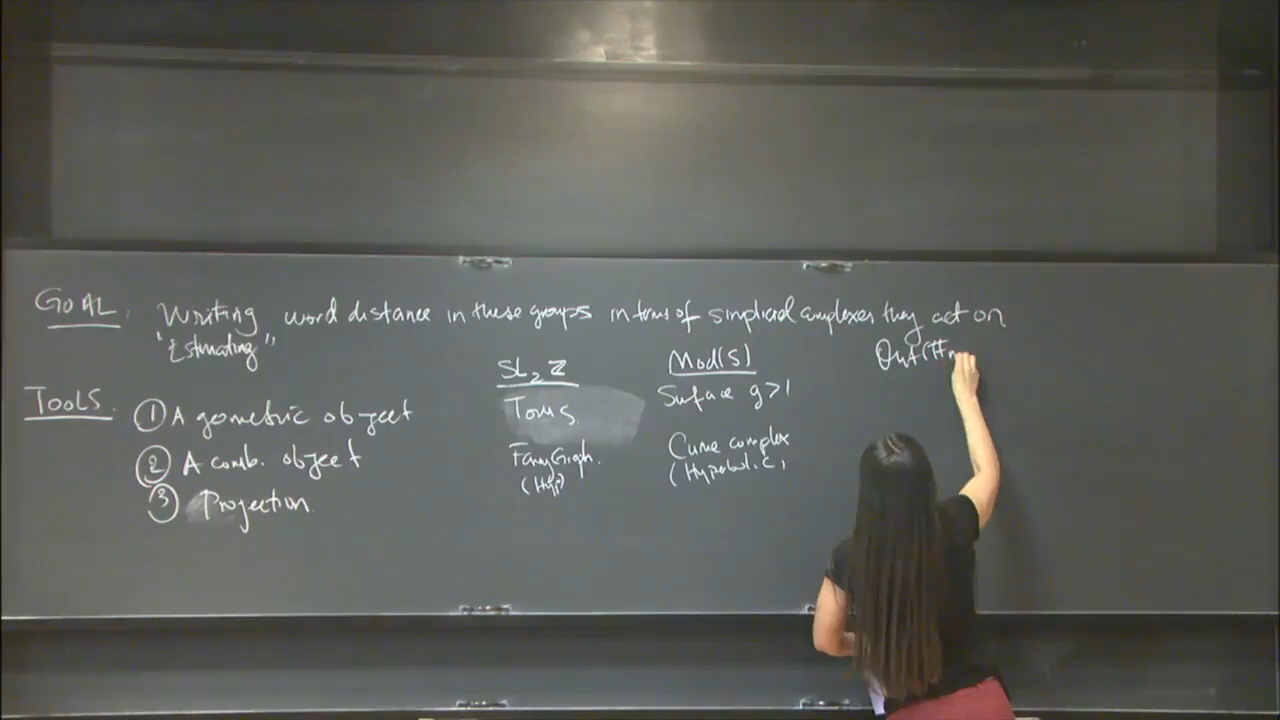 GOAL: Writing word distance in these groups in terms of simplicial complexes they act on
"Estimating"
SL₂ ℤ Mod(S) Out(Fn
TOOLS. ① A geometric object Torus Surface g>1
② A comb. object Farey Graph. Curve complex
(Hyp) (Hyperbolic)
③ Projection.